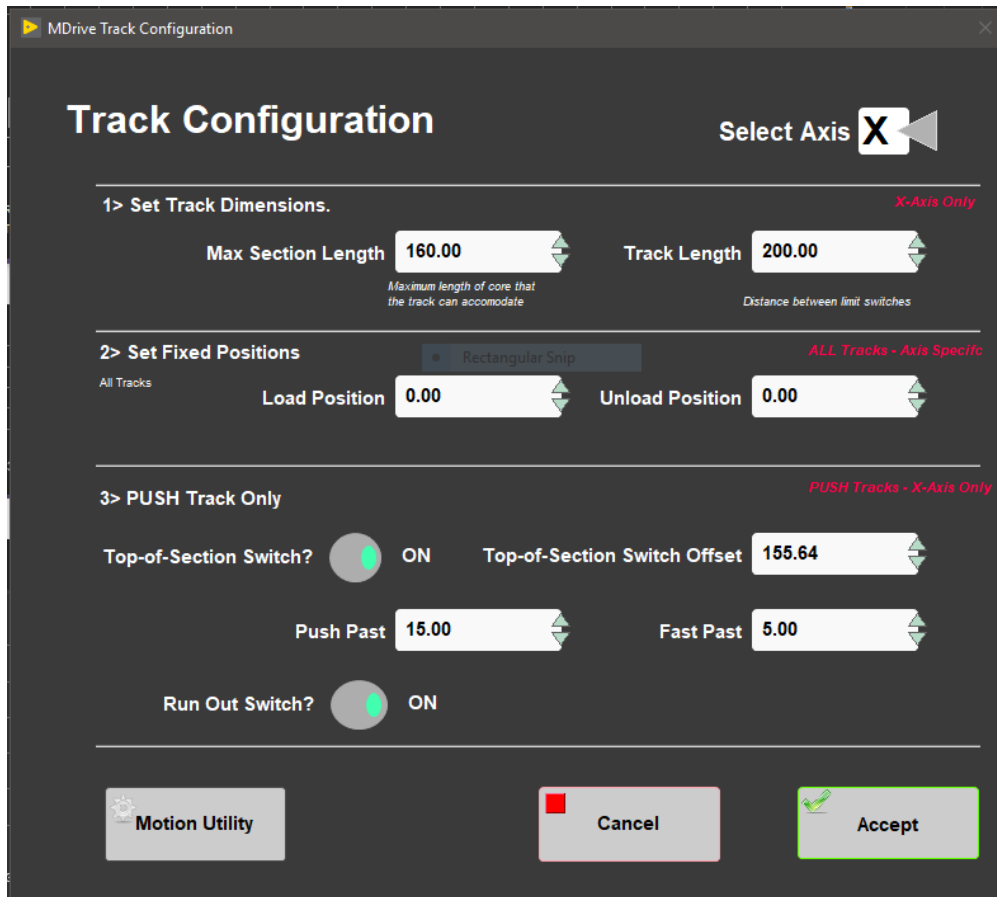 MDrive Track Configuration
Track Configuration
Select Axis X
1> Set Track Dimensions.
X-Axis Only
Max Section Length 160.00
Track Length 200.00
Maximum length of core that
the track can accomodate
Distance between limit switches
2> Set Fixed Positions
Rectangular Snip
ALL Tracks - Axis Specifc
All Tracks
Load Position 0.00
Unload Position 0.00
3> PUSH Track Only
PUSH Tracks - X-Axis Only
Top-of-Section Switch? ON
Top-of-Section Switch Offset 155.64
Push Past 15.00
Fast Past 5.00
Run Out Switch? ON
Motion Utility
Cancel
Accept